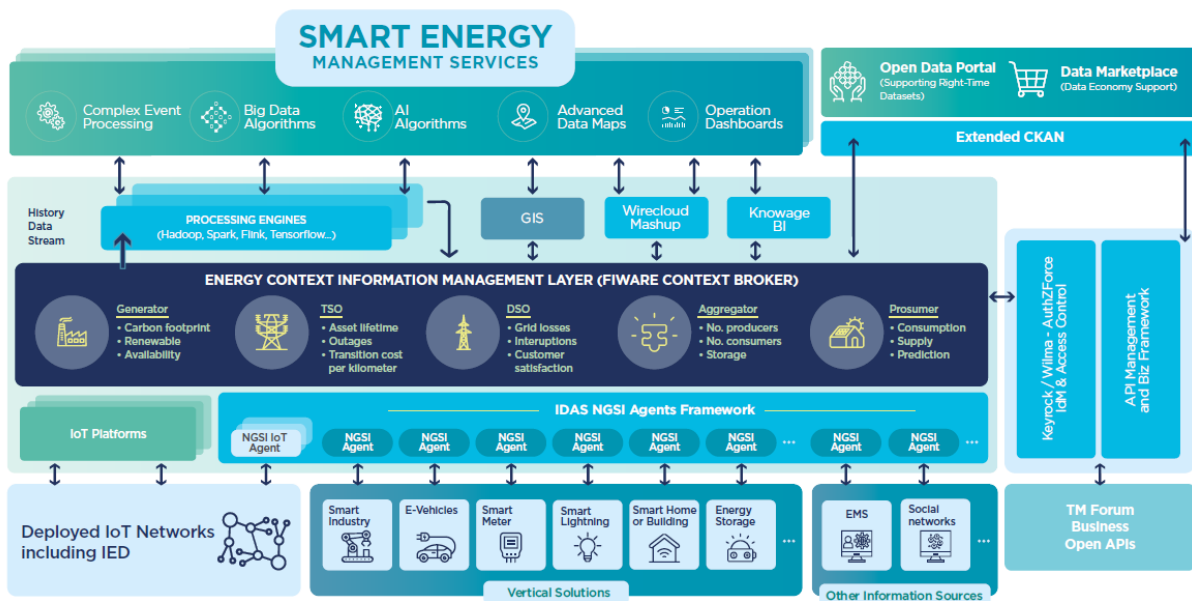 SMART ENERGY
MANAGEMENT SERVICES
Complex Event
Processing
Big Data
Algorithms
AI
Algorithms
Advanced
Data Maps
Operation
Dashboards
Open Data Portal
(Supporting Right-Time
Datasets)
Data Marketplace
(Data Economy Support)
Extended CKAN
History
Data
Stream
PROCESSING ENGINES
(Hadoop, Spark, Flink, Tensorflow...)
GIS
Wirecloud
Mashup
Knowage
BI
ENERGY CONTEXT INFORMATION MANAGEMENT LAYER (FIWARE CONTEXT BROKER)
Generator
• Carbon footprint
• Renewable
• Availability
TSO
• Asset lifetime
• Outages
• Transition cost
per kilometer
DSO
• Grid losses
• Interuptions
• Customer
satisfaction
Aggregator
• No. producers
• No. consumers
• Storage
Prosumer
• Consumption
• Supply
• Prediction
Keyrock / Wilma - AuthZForce
IdM & Access Control
API Management
and Biz Framework
IoT Platforms
IDAS NGSI Agents Framework
NGSI IoT
Agent
NGSI
Agent
NGSI
Agent
NGSI
Agent
NGSI
Agent
NGSI
Agent
NGSI
Agent
...
NGSI
Agent
NGSI
Agent
...
Deployed IoT Networks
including IED
Smart
Industry
E-Vehicles
Smart
Meter
Smart
Lightning
Smart Home
or Building
Energy
Storage
...
Vertical Solutions
EMS
Social
networks
...
Other Information Sources
TM Forum
Business
Open APIs